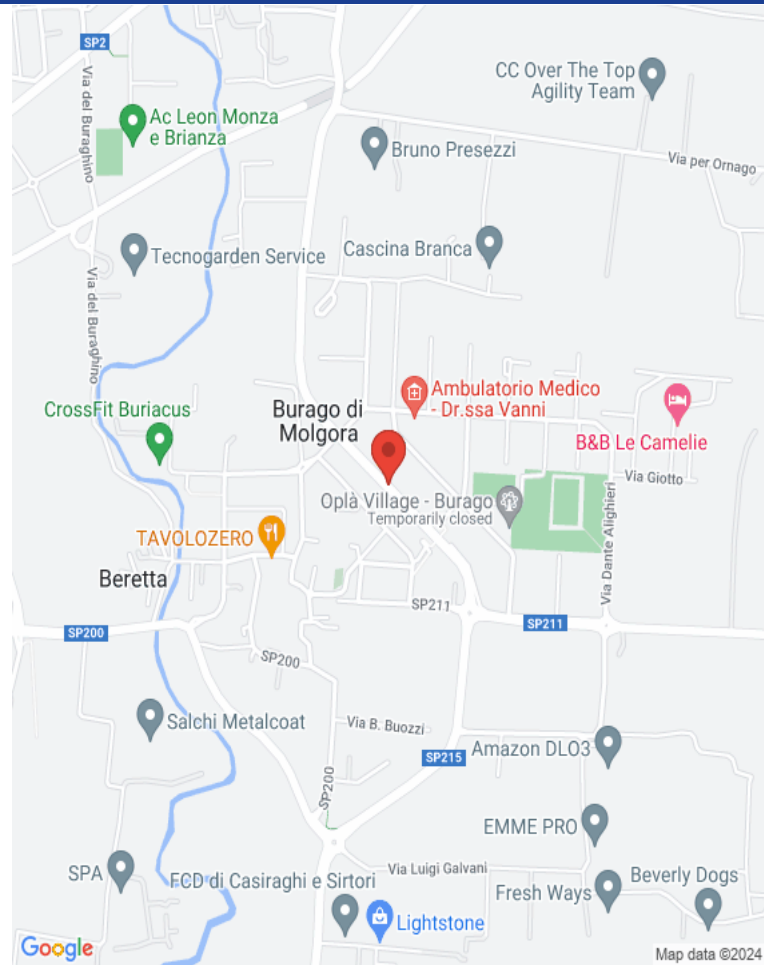 SP2
Via del Buraghino
Ac Leon Monza
e Brianza
CC Over The Top
Agility Team
Bruno Presezzi
Via per Ornago
Tecnogarden Service
Cascina Branca
Via del Buraghino
Ambulatorio Medico
- Dr.ssa Vanni
Burago di
Molgora
CrossFit Buriacus
B&B Le Camelie
Via Giotto
Oplà Village - Burago
Temporarily closed
TAVOLOZERO
Via Dante Alighieri
Beretta
SP211
SP211
SP200
SP200
Salchi Metalcoat
Via B. Buozzi
Amazon DLO3
SP215
SP200
EMME PRO
Via Luigi Galvani
SPA
FCD di Casiraghi e Sirtori
Beverly Dogs
Fresh Ways
Lightstone
Google
Map data ©2024